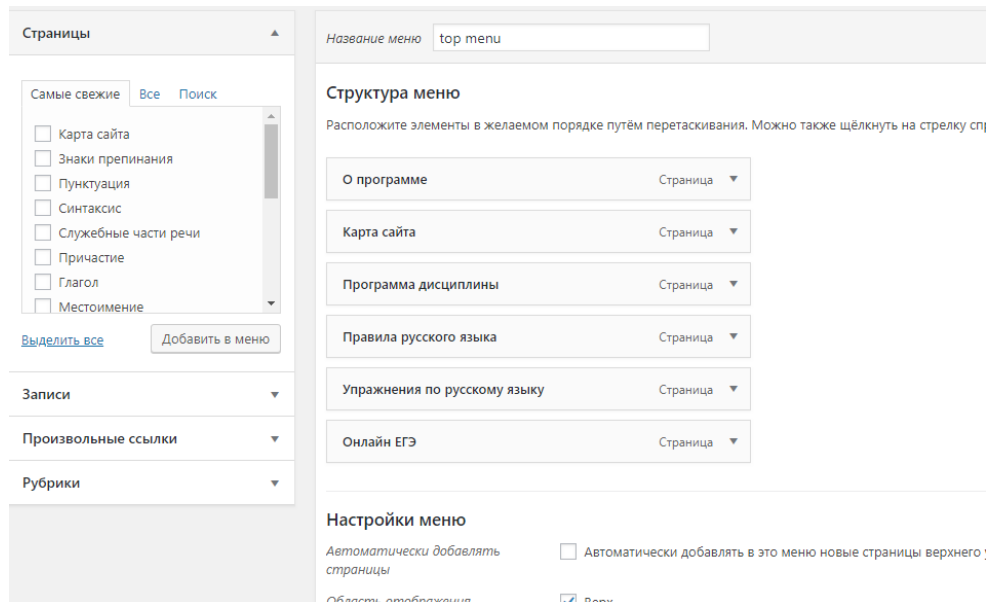 Страницы
Самые свежие Все Поиск
Карта сайта
Знаки препинания
Пунктуация
Синтаксис
Служебные части речи
Причастие
Глагол
Местоимение
Выделить все Добавить в меню
Записи
Произвольные ссылки
Рубрики
Название меню top menu
Структура меню
Расположите элементы в желаемом порядке путём перетаскивания. Можно также щёлкнуть на стрелку
О программе Страница
Карта сайта Страница
Программа дисциплины Страница
Правила русского языка Страница
Упражнения по русскому языку Страница
Онлайн ЕГЭ Страница
Настройки меню
Автоматически добавлять
страницы
Автоматически добавлять в это меню новые страницы верхнего
Область отображения Верх